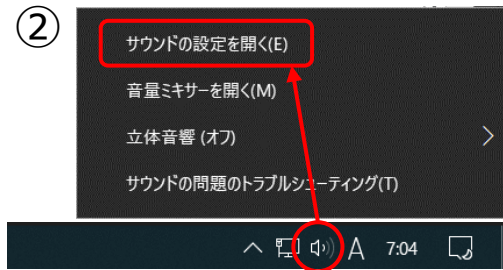 ②
サウンドの設定を開く(E)
音量ミキサーを開く(M)
立体音響 (オフ)
サウンドの問題のトラブルシューティング(T)
A 7:04